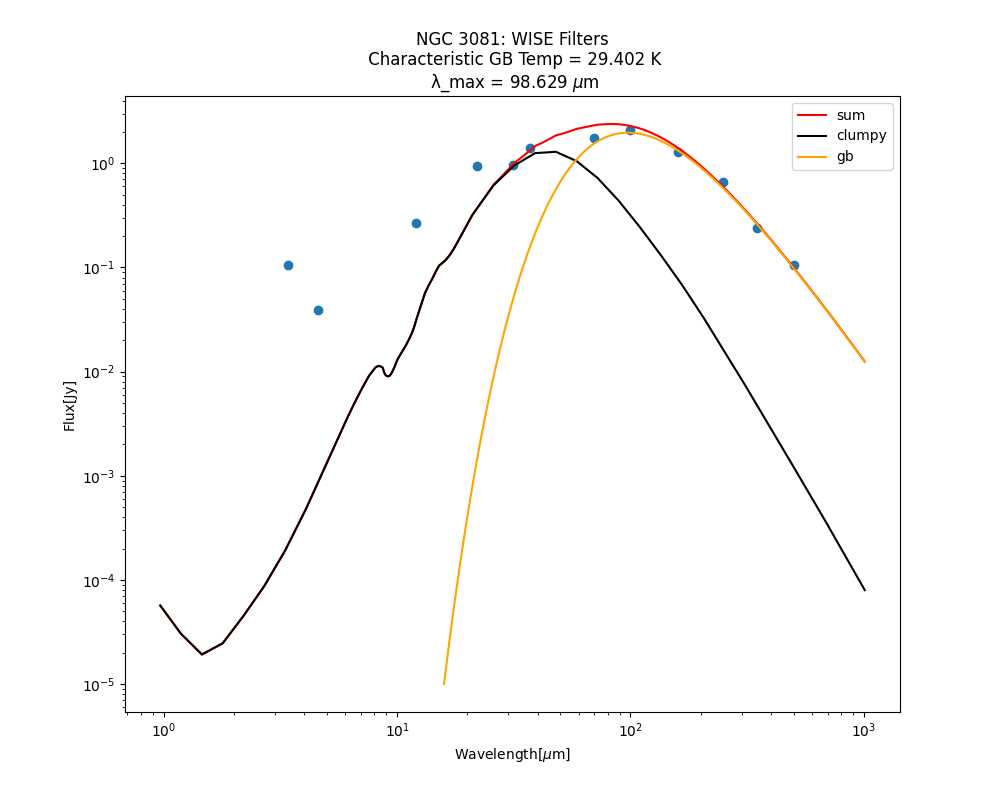 NGC 3081: WISE Filters
Characteristic GB Temp = 29.402 K
λ_max = 98.629 μm
sum
clumpy
gb
Flux[Jy]
10⁰
10⁻¹
10⁻²
10⁻³
10⁻⁴
10⁻⁵
10⁰ 10¹ 10² 10³
Wavelength[μm]